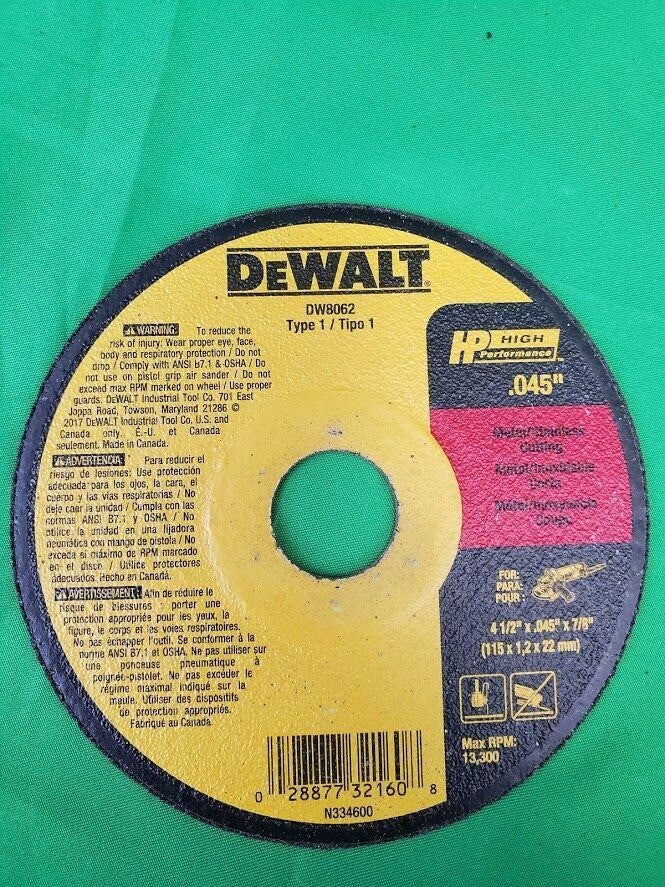 DEWALT
DW8062
Type 1 / Tipo 1
WARNING: To reduce the
risk of injury: Wear proper eye, face,
body and respiratory protection / Do not
drop / Comply with ANSI B7.1 & OSHA / Do
not use on pistol grip air sander / Do not
exceed max RPM marked on wheel / Use proper
guards. DEWALT Industrial Tool Co. 701 East
Joppa Road, Towson, Maryland 21286 ©
2017 DEWALT Industrial Tool Co. U.S. and
Canada only. É.-U. et Canada
seulement. Made in Canada.
ADVERTENCIA: Para reducir el
riesgo de lesiones: Use protección
adecuada para los ojos, la cara, el
cuerpo y las vías respiratorias / No
deje caer la unidad / Cumpla con las
normas ANSI B7.1 y OSHA / No
utilice la unidad en una lijadora
neumática con mango de pistola / No
exceda el máximo de RPM marcado
en el disco / Utilice protectores
adecuados. Hecho en Canadá.
AVERTISSEMENT: Afin de réduire le
risque de blessures : porter une
protection appropriée pour les yeux, la
figure, le corps et les voies respiratoires.
Ne pas échapper l'outil. Se conformer à la
norme ANSI B7.1 et OSHA. Ne pas utiliser sur
une ponceuse pneumatique à
poignée-pistolet. Ne pas excéder le
régime maximal indiqué sur la
meule. Utiliser des dispositifs
de protection appropriés.
Fabriqué au Canada.
HP HIGH
Performance™
.045"
Metal/Stainless
Cutting
Metal/Inoxidable
Corte
Métal/Inoxydable
Coupe
FOR:
PARA:
POUR :
4 1/2" x .045" x 7/8"
(115 x 1,2 x 22 mm)
Max RPM:
13,300
0 28877 32160 8
N334600